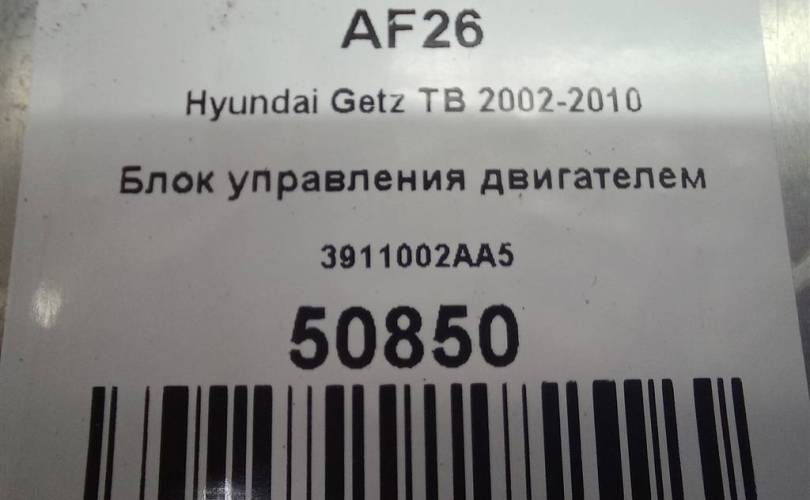 AF26
Hyundai Getz TB 2002-2010
Блок управления двигателем
3911002AA5
50850